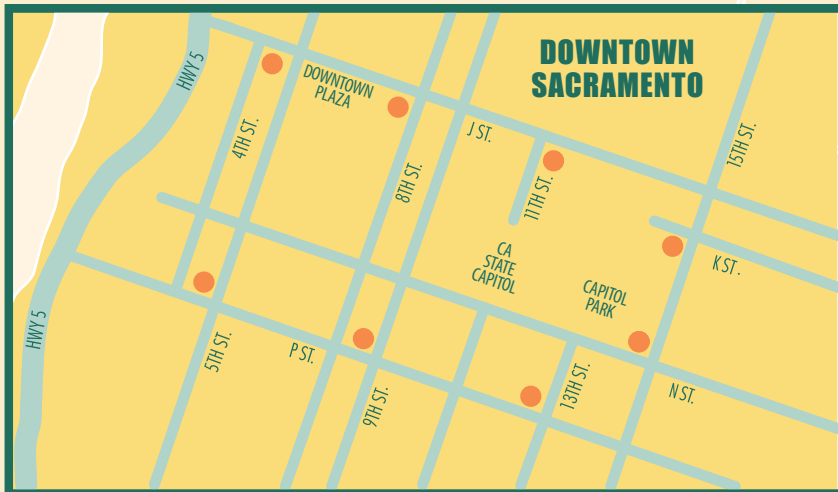 DOWNTOWN
SACRAMENTO
HWY 5
DOWNTOWN
PLAZA
4TH ST.
J ST.
15TH ST.
8TH ST.
11TH ST.
CA
STATE
CAPITOL
K ST.
CAPITOL
PARK
HWY 5
5TH ST.
P ST.
9TH ST.
13TH ST.
N ST.